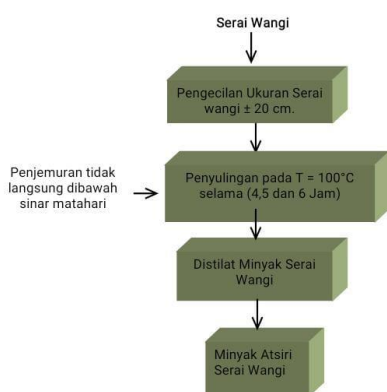 Serai Wangi
Pengecilan Ukuran Serai
wangi ± 20 cm.
Penjemuran tidak
langsung dibawah
sinar matahari
Penyulingan pada T = 100°C
selama (4,5 dan 6 Jam)
Distilat Minyak Serai
Wangi
Minyak Atsiri
Serai Wangi